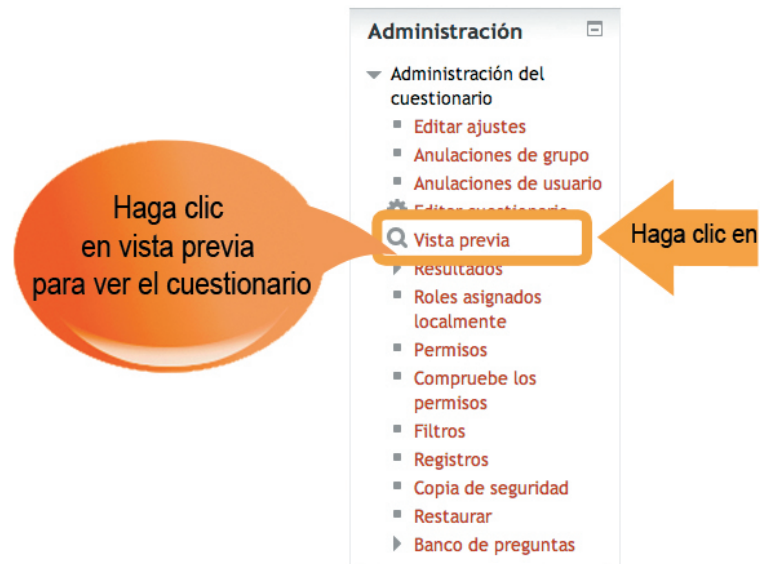 Administración
Administración del
cuestionario
Editar ajustes
Anulaciones de grupo
Anulaciones de usuario
Editar cuestionario
Vista previa
Resultados
Roles asignados
localmente
Permisos
Compruebe los
permisos
Filtros
Registros
Copia de seguridad
Restaurar
Banco de preguntas
Haga clic
en vista previa
para ver el cuestionario
Haga clic en